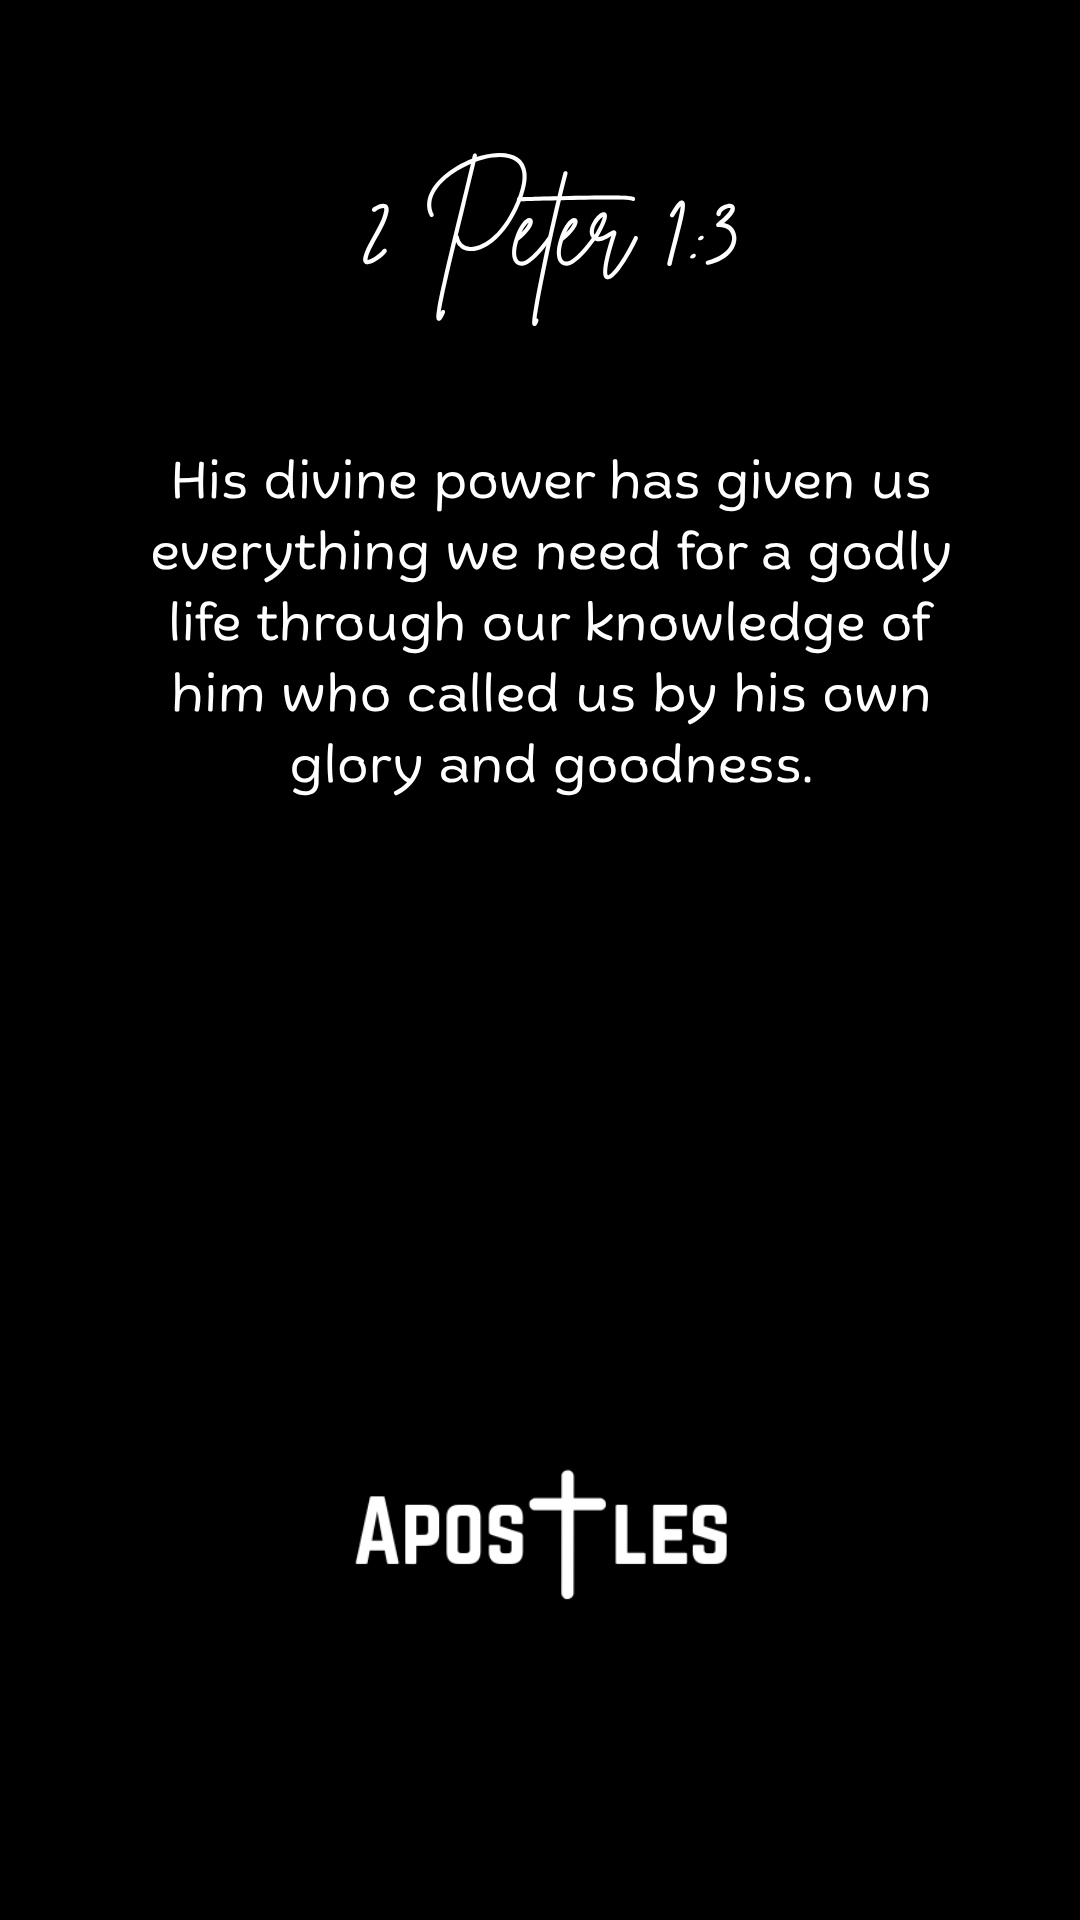 2 Peter 1:3
His divine power has given us
everything we need for a godly
life through our knowledge of
him who called us by his own
glory and goodness.
APOSTLES